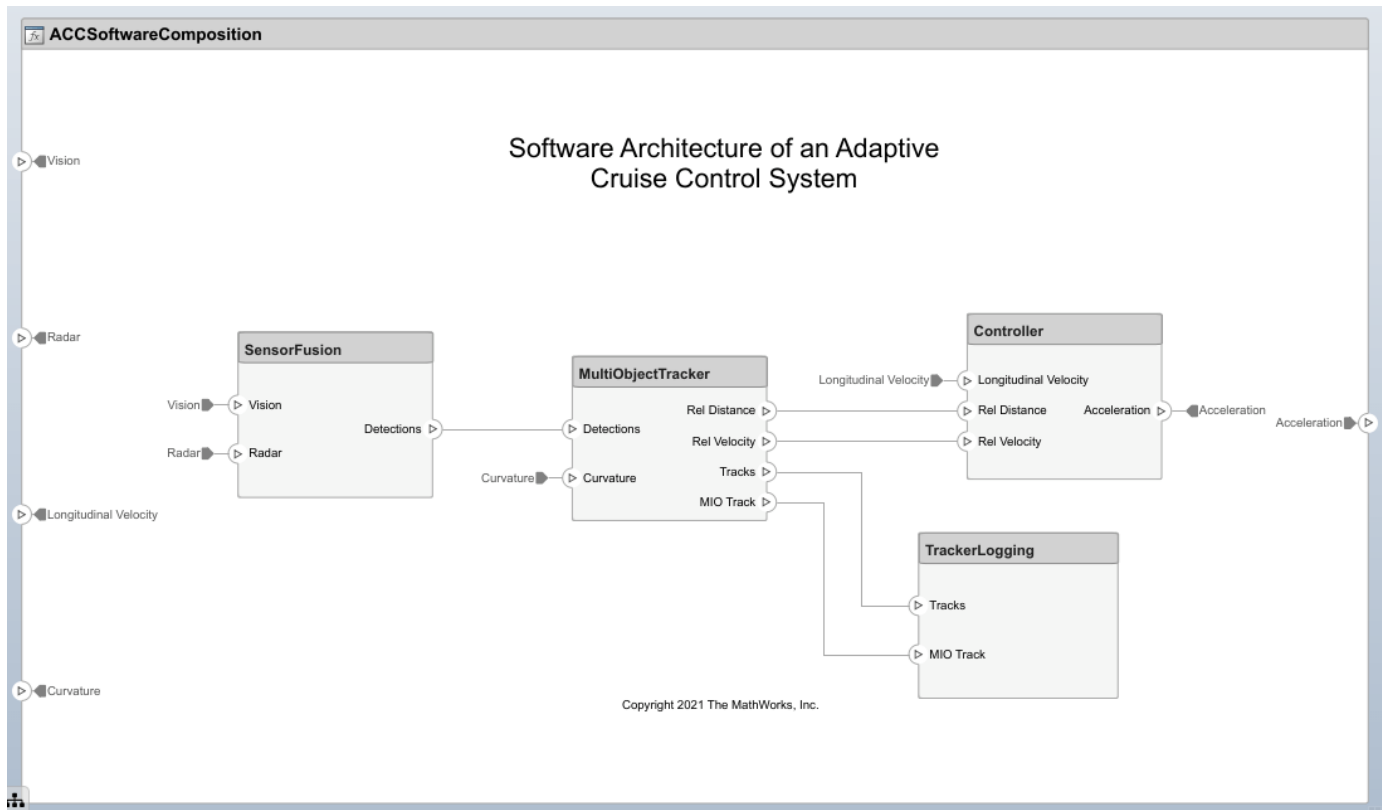 ACCSoftwareComposition
Software Architecture of an Adaptive
Cruise Control System
Vision
Radar
Longitudinal Velocity
Curvature
SensorFusion
Vision
Vision
Radar
Radar
Detections
MultiObjectTracker
Detections
Curvature
Curvature
Rel Distance
Rel Velocity
Tracks
MIO Track
Controller
Longitudinal Velocity
Longitudinal Velocity
Rel Distance
Rel Velocity
Acceleration
Acceleration
Acceleration
TrackerLogging
Tracks
MIO Track
Copyright 2021 The MathWorks, Inc.